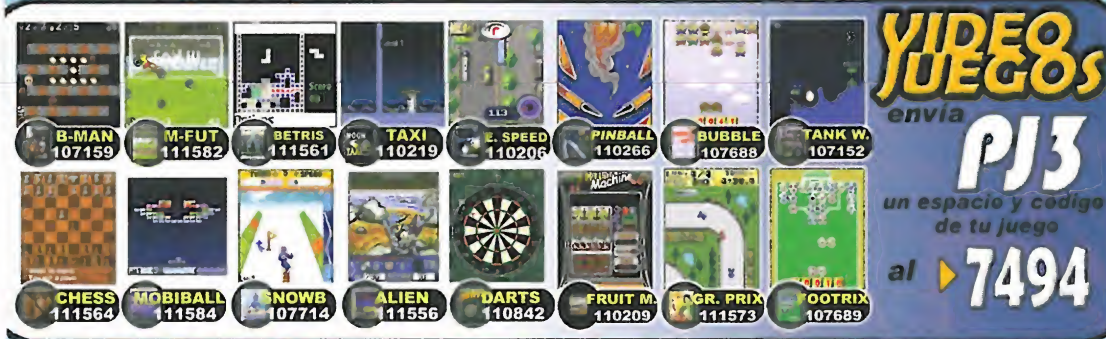 B-MAN
107159
M-FUT
111582
BETRIS
111561
TAXI
110219
E. SPEED
110206
PINBALL
110266
BUBBLE
107688
TANK W.
107152
CHESS
111564
MOBIBALL
111584
SNOWB
107714
ALIEN
111556
DARTS
110842
FRUIT M.
110209
GR. PRIX
111573
FOOTRIX
107689
VIDEO
JUEGOS
envía
PJ3
un espacio y código
de tu juego
al 7494